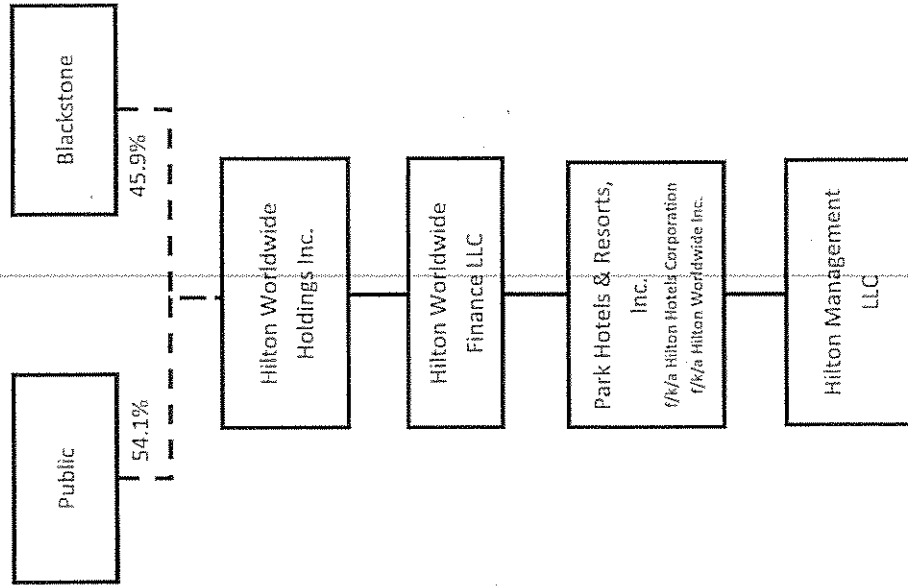 Public
Blackstone
54.1%
45.9%
Hilton Worldwide
Holdings Inc.
Hilton Worldwide
Finance LLC
Park Hotels & Resorts,
Inc.
f/k/a Hilton Hotels Corporation
f/k/a Hilton Worldwide Inc.
Hilton Management
LLC